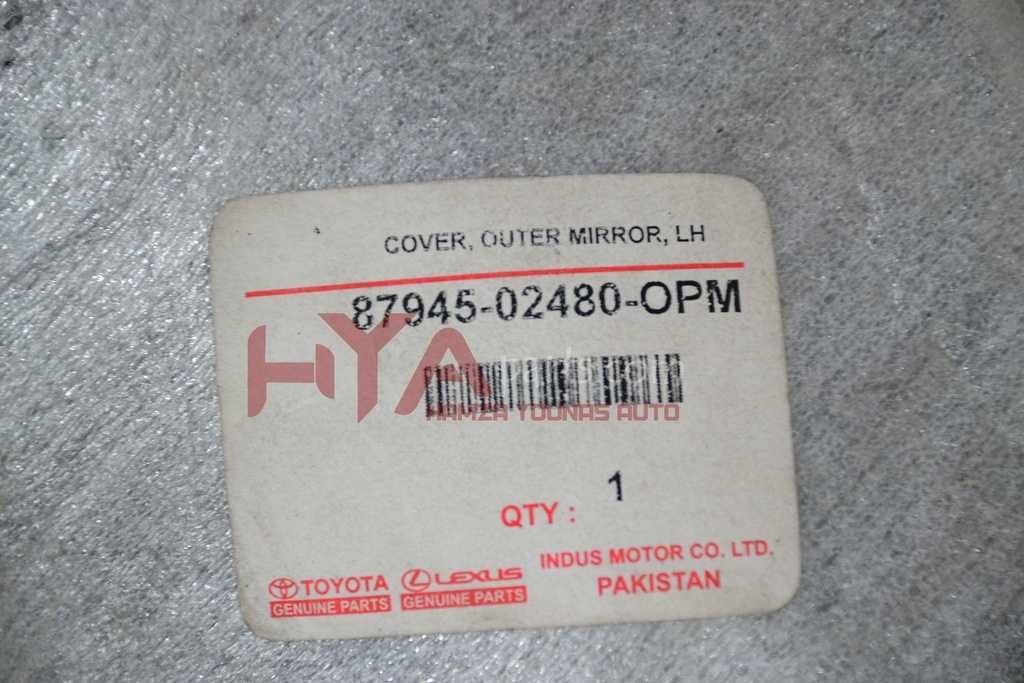 COVER, OUTER MIRROR, LH
87945-02480-OPM
HYA
HAMZA YOUNAS AUTO
1
QTY :
TOYOTA
GENUINE PARTS
LEXUS
GENUINE PARTS
INDUS MOTOR CO. LTD.
PAKISTAN